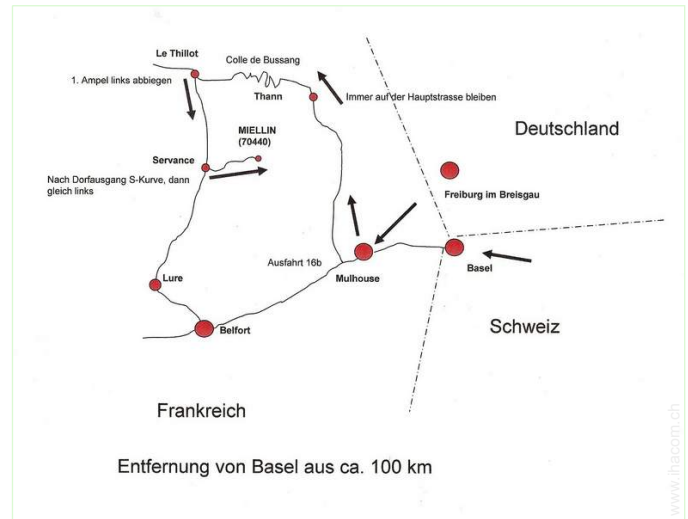 Le Thillot
Colle de Bussang
1. Ampel links abbiegen
Thann
Immer auf der Hauptstrasse bleiben
MIELLIN
(70440)
Deutschland
Servance
Nach Dorfausgang S-Kurve, dann
gleich links
Freiburg im Breisgau
Ausfahrt 16b
Mulhouse
Basel
Lure
Belfort
Schweiz
Frankreich
Entfernung von Basel aus ca. 100 km
www.ihacom.ch